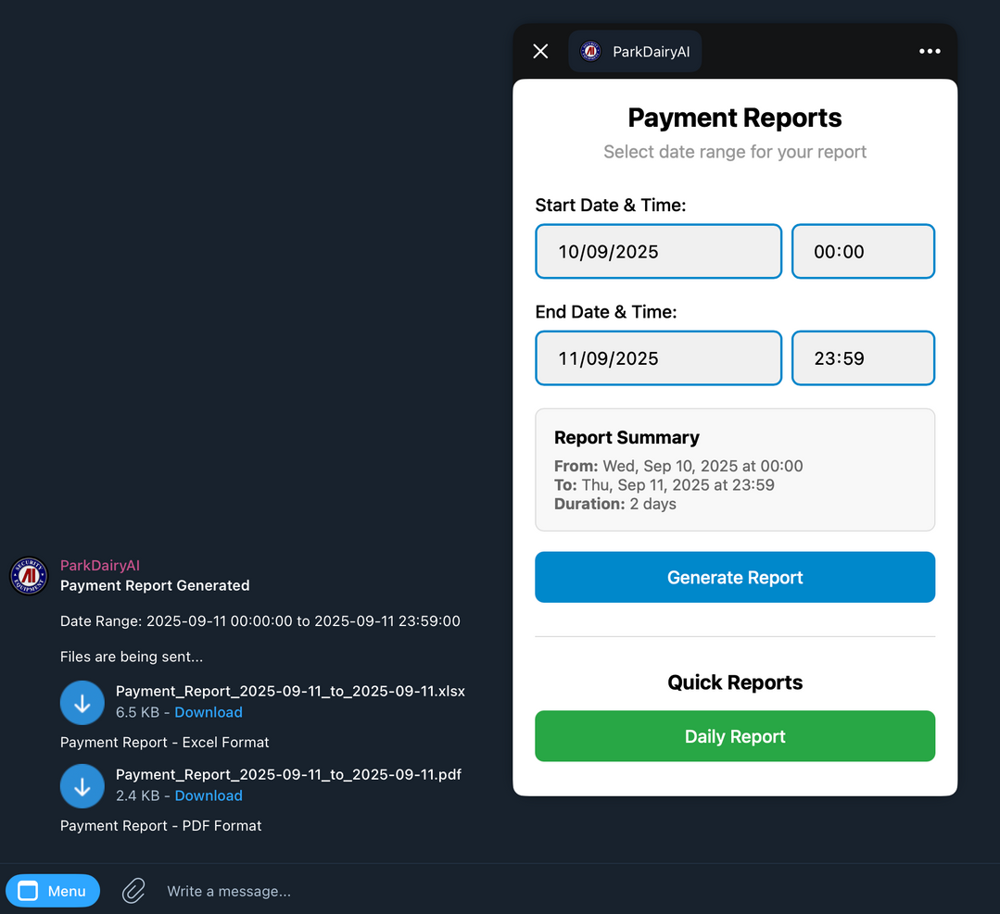 ParkDairyAI
Payment Reports
Select date range for your report
Start Date & Time:
10/09/2025 00:00
End Date & Time:
11/09/2025 23:59
Report Summary
From: Wed, Sep 10, 2025 at 00:00
To: Thu, Sep 11, 2025 at 23:59
Duration: 2 days
Generate Report
Quick Reports
Daily Report
SECURITY
AI
EQUIPMENT
ParkDairyAI
Payment Report Generated
Date Range: 2025-09-11 00:00:00 to 2025-09-11 23:59:00
Files are being sent...
Payment_Report_2025-09-11_to_2025-09-11.xlsx
6.5 KB - Download
Payment Report - Excel Format
Payment_Report_2025-09-11_to_2025-09-11.pdf
2.4 KB - Download
Payment Report - PDF Format
Menu
Write a message...